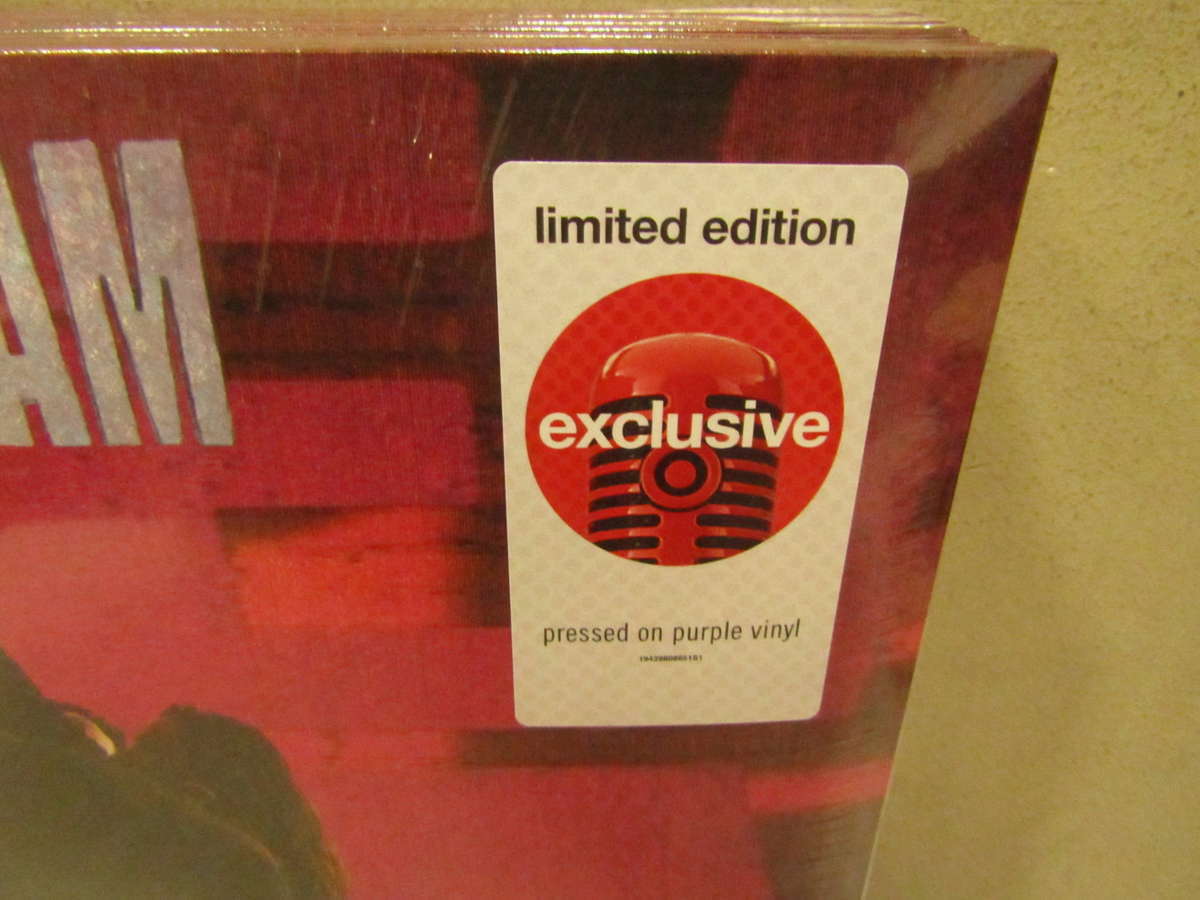 AM
limited edition
exclusive
pressed on purple vinyl